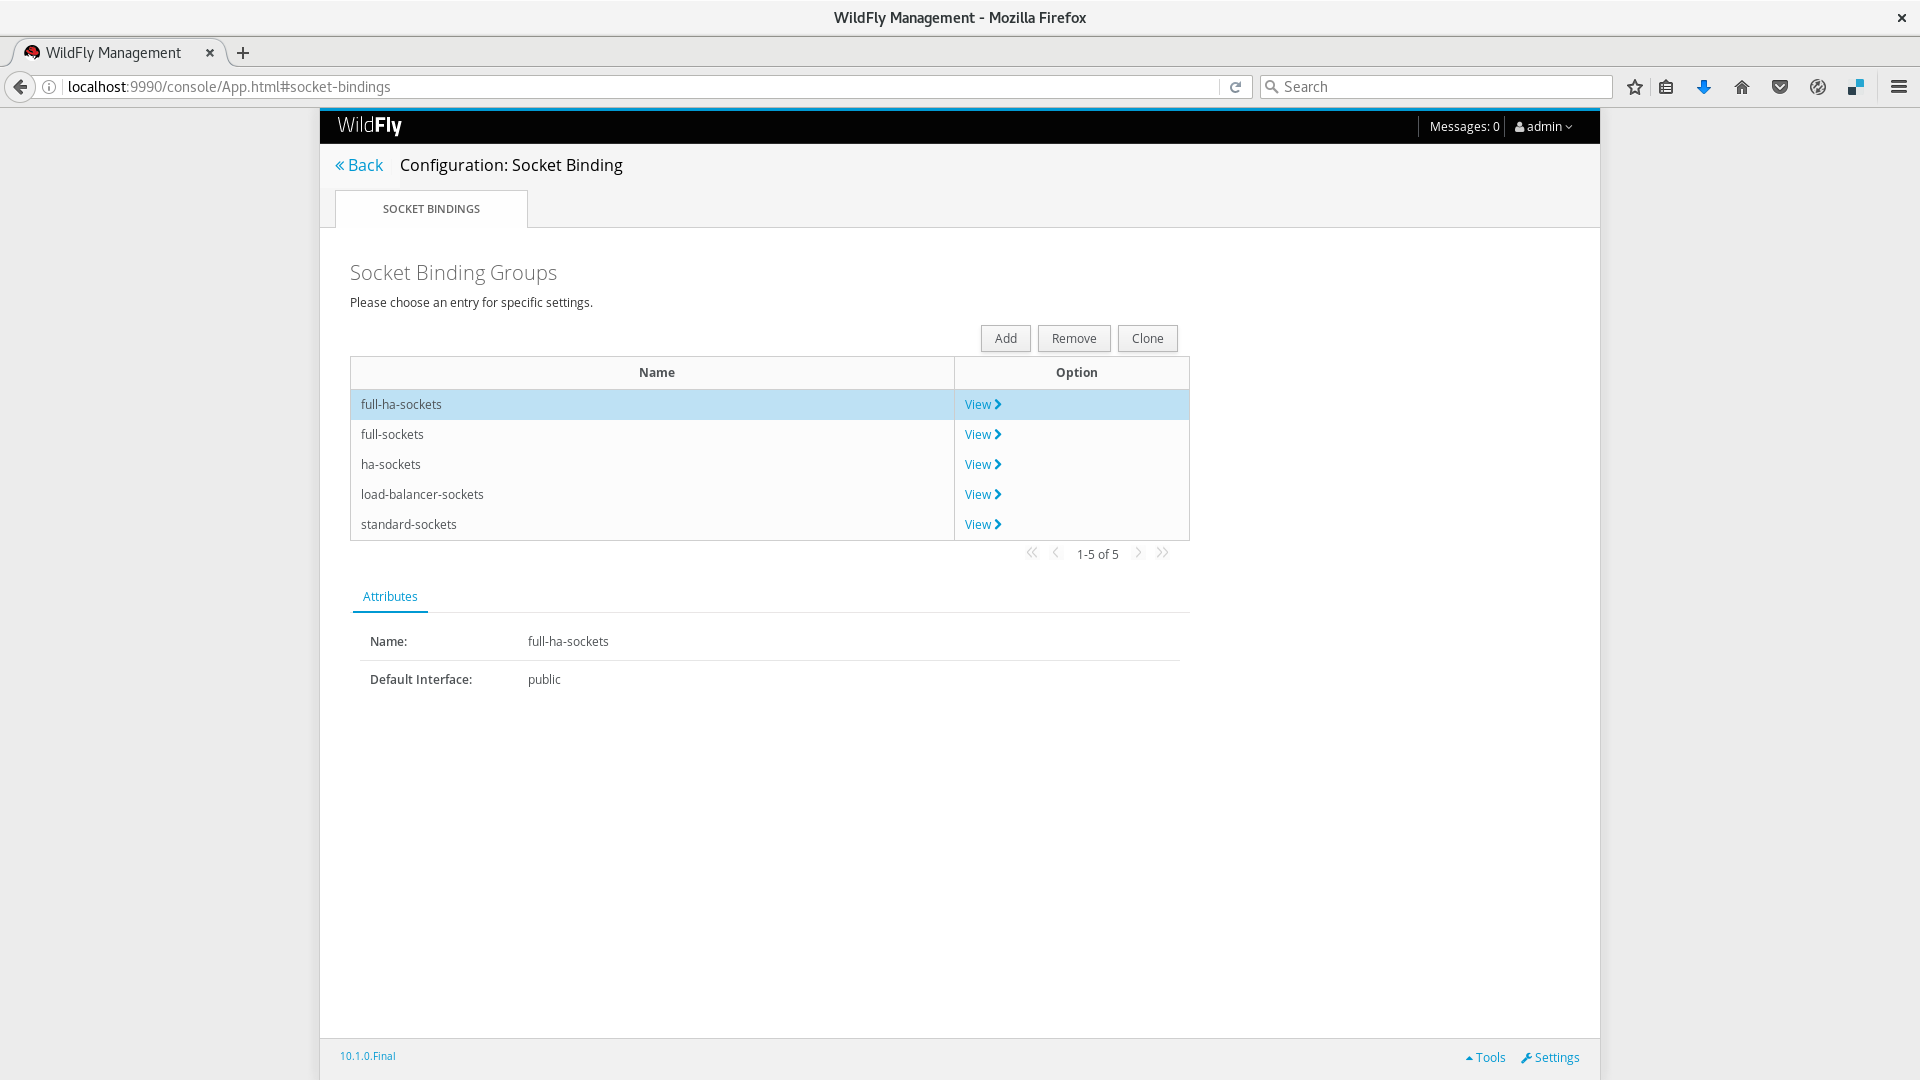 WildFly Management - Mozilla Firefox
WildFly Management
localhost:9990/console/App.html#socket-bindings
Search
WildFly
Messages: 0
admin
Back
Configuration: Socket Binding
SOCKET BINDINGS
Socket Binding Groups
Please choose an entry for specific settings.
Add Remove Clone
Name Option
full-ha-sockets View
full-sockets View
ha-sockets View
load-balancer-sockets View
standard-sockets View
1-5 of 5
Attributes
Name: full-ha-sockets
Default Interface: public
10.1.0.Final
Tools Settings